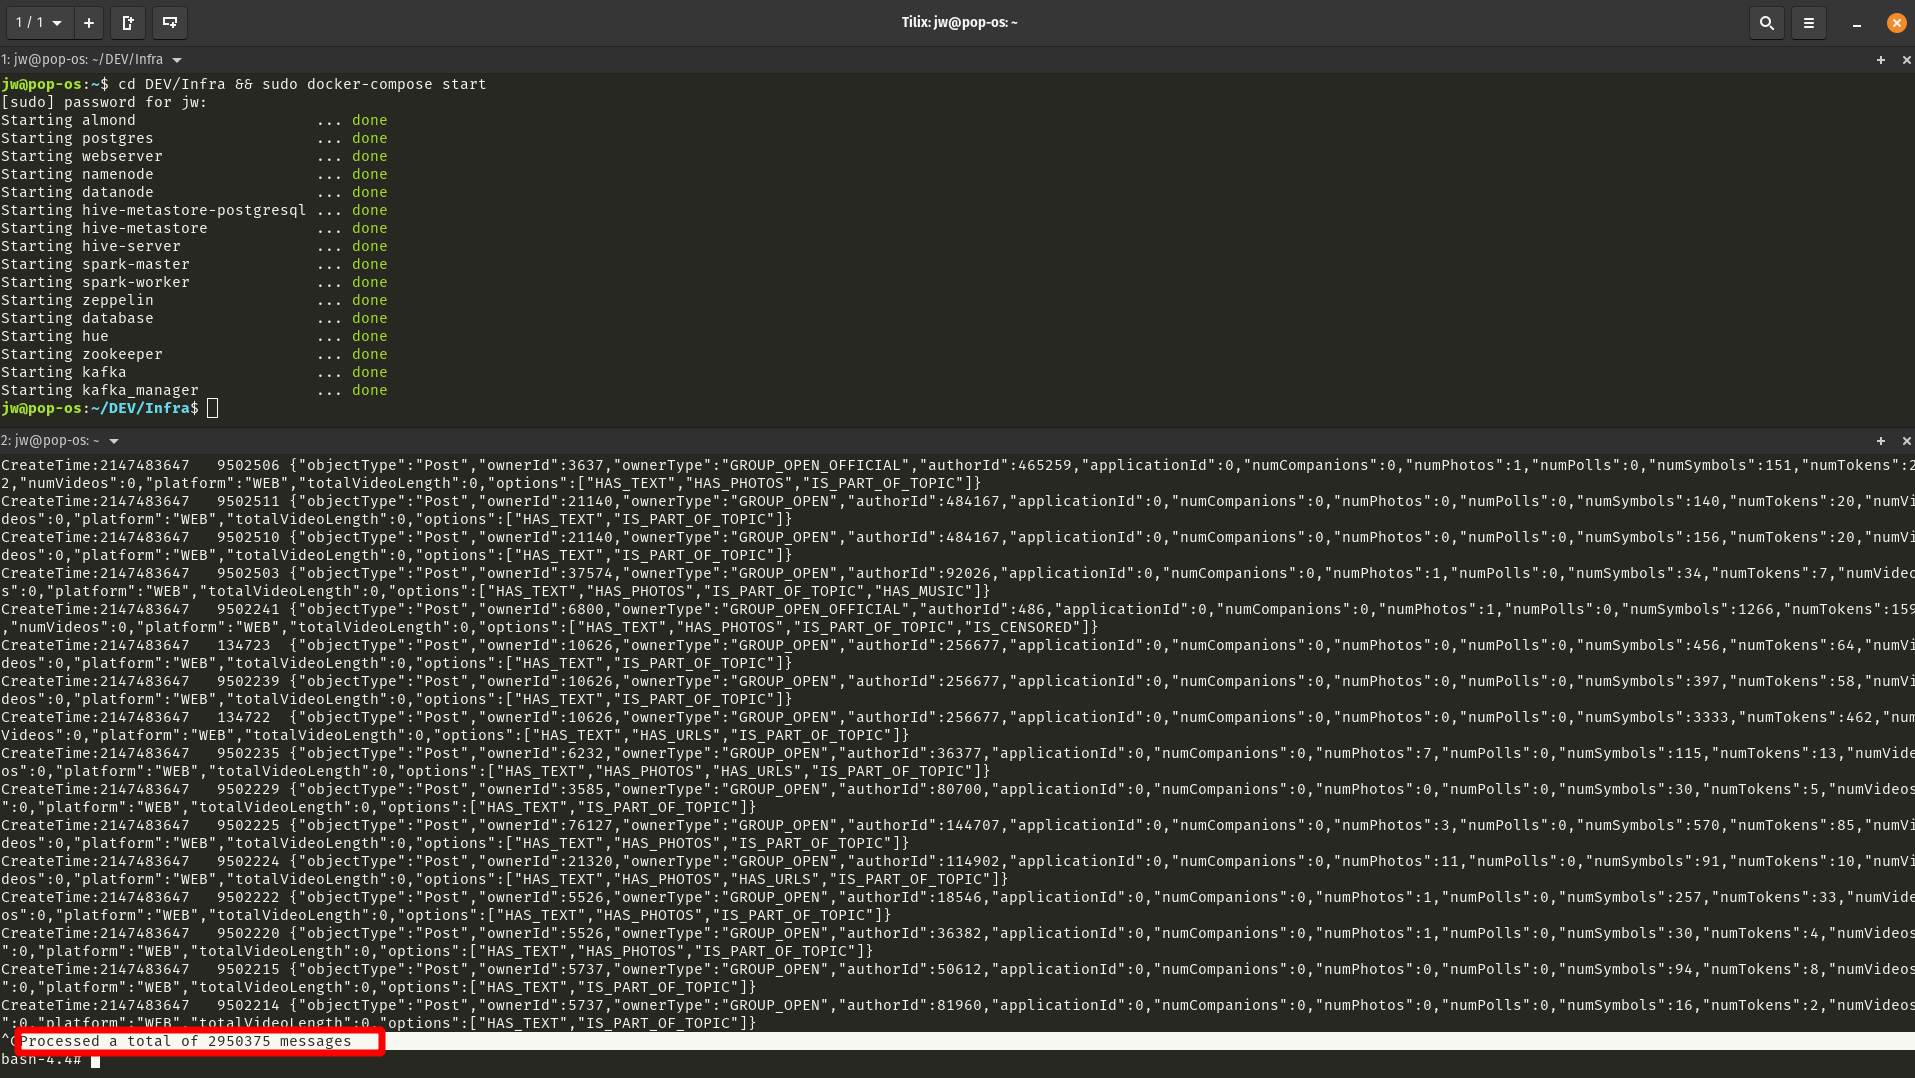 1 / 1
Tilix: jw@pop-os: ~
1: jw@pop-os: ~/DEV/Infra
jw@pop-os:~$ cd DEV/Infra && sudo docker-compose start
[sudo] password for jw:
Starting almond                    ... done
Starting postgres                  ... done
Starting webserver                 ... done
Starting namenode                  ... done
Starting datanode                  ... done
Starting hive-metastore-postgresql ... done
Starting hive-metastore            ... done
Starting hive-server               ... done
Starting spark-master              ... done
Starting spark-worker              ... done
Starting zeppelin                  ... done
Starting database                  ... done
Starting hue                       ... done
Starting zookeeper                 ... done
Starting kafka                     ... done
Starting kafka_manager             ... done
jw@pop-os:~/DEV/Infra$
2: jw@pop-os: ~
CreateTime:2147483647   9502506 {"objectType":"Post","ownerId":3637,"ownerType":"GROUP_OPEN_OFFICIAL","authorId":465259,"applicationId":0,"numCompanions":0,"numPhotos":1,"numPolls":0,"numSymbols":151,"numTokens":2
2,"numVideos":0,"platform":"WEB","totalVideoLength":0,"options":["HAS_TEXT","HAS_PHOTOS","IS_PART_OF_TOPIC"]}
CreateTime:2147483647   9502511 {"objectType":"Post","ownerId":21140,"ownerType":"GROUP_OPEN","authorId":484167,"applicationId":0,"numCompanions":0,"numPhotos":0,"numPolls":0,"numSymbols":140,"numTokens":20,"numVi
deos":0,"platform":"WEB","totalVideoLength":0,"options":["HAS_TEXT","IS_PART_OF_TOPIC"]}
CreateTime:2147483647   9502510 {"objectType":"Post","ownerId":21140,"ownerType":"GROUP_OPEN","authorId":484167,"applicationId":0,"numCompanions":0,"numPhotos":0,"numPolls":0,"numSymbols":156,"numTokens":20,"numVi
deos":0,"platform":"WEB","totalVideoLength":0,"options":["HAS_TEXT","IS_PART_OF_TOPIC"]}
CreateTime:2147483647   9502503 {"objectType":"Post","ownerId":37574,"ownerType":"GROUP_OPEN","authorId":92026,"applicationId":0,"numCompanions":0,"numPhotos":1,"numPolls":0,"numSymbols":34,"numTokens":7,"numVideo
s":0,"platform":"WEB","totalVideoLength":0,"options":["HAS_TEXT","HAS_PHOTOS","IS_PART_OF_TOPIC","HAS_MUSIC"]}
CreateTime:2147483647   9502241 {"objectType":"Post","ownerId":6800,"ownerType":"GROUP_OPEN_OFFICIAL","authorId":486,"applicationId":0,"numCompanions":0,"numPhotos":1,"numPolls":0,"numSymbols":1266,"numTokens":159
,"numVideos":0,"platform":"WEB","totalVideoLength":0,"options":["HAS_TEXT","HAS_PHOTOS","IS_PART_OF_TOPIC","IS_CENSORED"]}
CreateTime:2147483647   134723  {"objectType":"Post","ownerId":10626,"ownerType":"GROUP_OPEN","authorId":256677,"applicationId":0,"numCompanions":0,"numPhotos":0,"numPolls":0,"numSymbols":456,"numTokens":64,"numVi
deos":0,"platform":"WEB","totalVideoLength":0,"options":["HAS_TEXT","IS_PART_OF_TOPIC"]}
CreateTime:2147483647   9502239 {"objectType":"Post","ownerId":10626,"ownerType":"GROUP_OPEN","authorId":256677,"applicationId":0,"numCompanions":0,"numPhotos":0,"numPolls":0,"numSymbols":397,"numTokens":58,"numVi
deos":0,"platform":"WEB","totalVideoLength":0,"options":["HAS_TEXT","IS_PART_OF_TOPIC"]}
CreateTime:2147483647   134722  {"objectType":"Post","ownerId":10626,"ownerType":"GROUP_OPEN","authorId":256677,"applicationId":0,"numCompanions":0,"numPhotos":0,"numPolls":0,"numSymbols":3333,"numTokens":462,"num
Videos":0,"platform":"WEB","totalVideoLength":0,"options":["HAS_TEXT","HAS_URLS","IS_PART_OF_TOPIC"]}
CreateTime:2147483647   9502235 {"objectType":"Post","ownerId":6232,"ownerType":"GROUP_OPEN","authorId":36377,"applicationId":0,"numCompanions":0,"numPhotos":7,"numPolls":0,"numSymbols":115,"numTokens":13,"numVide
os":0,"platform":"WEB","totalVideoLength":0,"options":["HAS_TEXT","HAS_PHOTOS","HAS_URLS","IS_PART_OF_TOPIC"]}
CreateTime:2147483647   9502229 {"objectType":"Post","ownerId":3585,"ownerType":"GROUP_OPEN","authorId":80700,"applicationId":0,"numCompanions":0,"numPhotos":0,"numPolls":0,"numSymbols":30,"numTokens":5,"numVideos
":0,"platform":"WEB","totalVideoLength":0,"options":["HAS_TEXT","IS_PART_OF_TOPIC"]}
CreateTime:2147483647   9502225 {"objectType":"Post","ownerId":76127,"ownerType":"GROUP_OPEN","authorId":144707,"applicationId":0,"numCompanions":0,"numPhotos":3,"numPolls":0,"numSymbols":570,"numTokens":85,"numVi
deos":0,"platform":"WEB","totalVideoLength":0,"options":["HAS_TEXT","HAS_PHOTOS","IS_PART_OF_TOPIC"]}
CreateTime:2147483647   9502224 {"objectType":"Post","ownerId":21320,"ownerType":"GROUP_OPEN","authorId":114902,"applicationId":0,"numCompanions":0,"numPhotos":11,"numPolls":0,"numSymbols":91,"numTokens":10,"numVi
deos":0,"platform":"WEB","totalVideoLength":0,"options":["HAS_TEXT","HAS_PHOTOS","HAS_URLS","IS_PART_OF_TOPIC"]}
CreateTime:2147483647   9502222 {"objectType":"Post","ownerId":5526,"ownerType":"GROUP_OPEN","authorId":18546,"applicationId":0,"numCompanions":0,"numPhotos":1,"numPolls":0,"numSymbols":257,"numTokens":33,"numVide
os":0,"platform":"WEB","totalVideoLength":0,"options":["HAS_TEXT","HAS_PHOTOS","IS_PART_OF_TOPIC"]}
CreateTime:2147483647   9502220 {"objectType":"Post","ownerId":5526,"ownerType":"GROUP_OPEN","authorId":36382,"applicationId":0,"numCompanions":0,"numPhotos":1,"numPolls":0,"numSymbols":30,"numTokens":4,"numVideos
":0,"platform":"WEB","totalVideoLength":0,"options":["HAS_TEXT","HAS_PHOTOS","IS_PART_OF_TOPIC"]}
CreateTime:2147483647   9502215 {"objectType":"Post","ownerId":5737,"ownerType":"GROUP_OPEN","authorId":50612,"applicationId":0,"numCompanions":0,"numPhotos":0,"numPolls":0,"numSymbols":94,"numTokens":8,"numVideos
":0,"platform":"WEB","totalVideoLength":0,"options":["HAS_TEXT","IS_PART_OF_TOPIC"]}
CreateTime:2147483647   9502214 {"objectType":"Post","ownerId":5737,"ownerType":"GROUP_OPEN","authorId":81960,"applicationId":0,"numCompanions":0,"numPhotos":0,"numPolls":0,"numSymbols":16,"numTokens":2,"numVideos
":0,"platform":"WEB","totalVideoLength":0,"options":["HAS_TEXT","IS_PART_OF_TOPIC"]}
^CProcessed a total of 2950375 messages
bash-4.4#